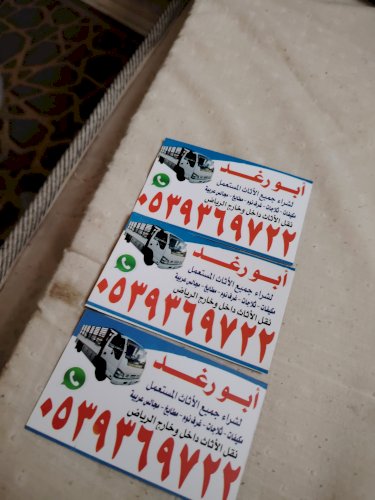 أبو رغد
لشراء جميع الأثاث المستعمل
مكيفات - ثلاجات - غرف نوم - مطابخ - مجالس عربية
نقل الأثاث داخل وخارج الرياض
٠٥٣٩٣٦٩٧٢٢
أبو رغد
لشراء جميع الأثاث المستعمل
مكيفات - ثلاجات - غرف نوم - مطابخ - مجالس عربية
نقل الأثاث داخل وخارج الرياض
٠٥٣٩٣٦٩٧٢٢
أبو رغد
لشراء جميع الأثاث المستعمل
مكيفات - ثلاجات - غرف نوم - مطابخ - مجالس عربية
نقل الأثاث داخل وخارج الرياض
٠٥٣٩٣٦٩٧٢٢